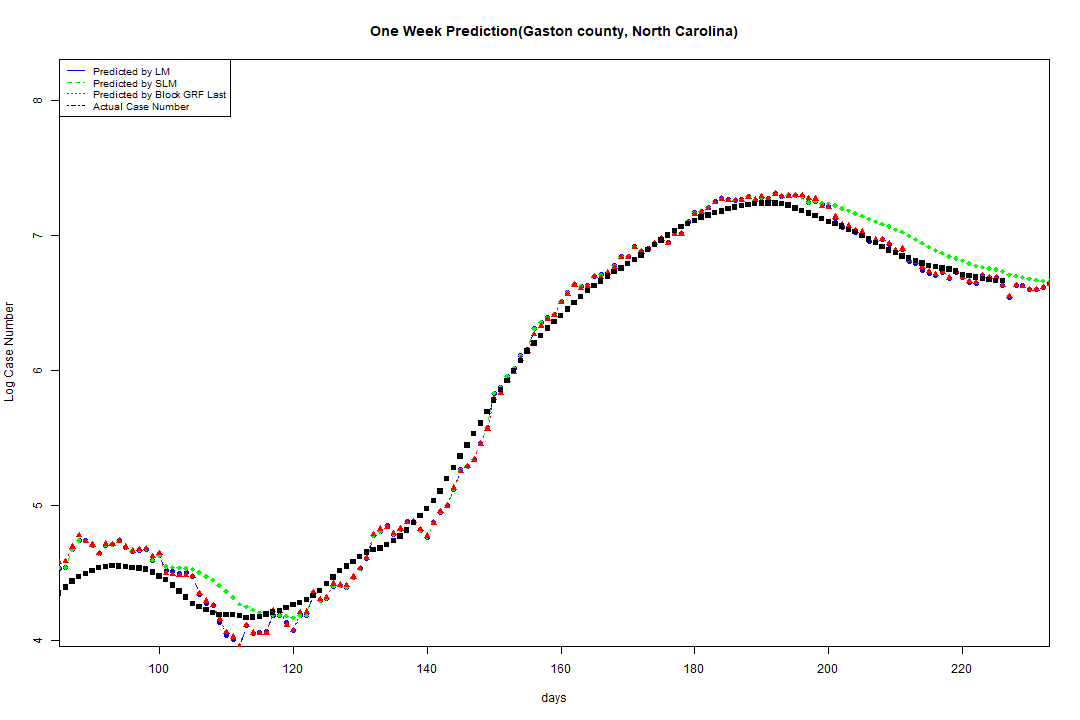 One Week Prediction(Gaston county, North Carolina)
Predicted by LM
Predicted by SLM
Predicted by Block GRF Last
Actual Case Number
8
7
6
5
4
Log Case Number
100 120 140 160 180 200 220
days